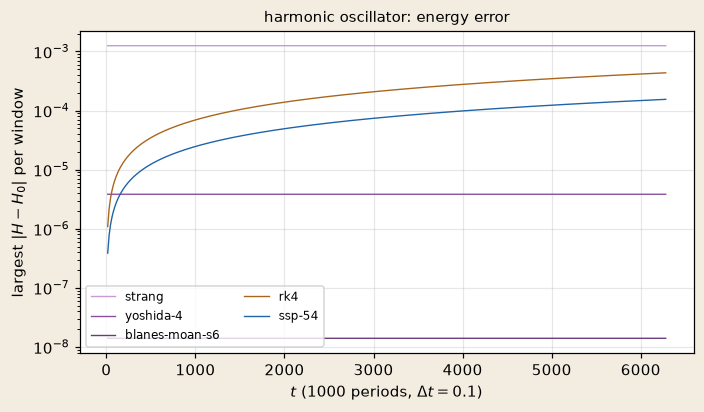 harmonic oscillator: energy error
largest |H − H₀| per window
10⁻³
10⁻⁴
10⁻⁵
10⁻⁶
10⁻⁷
10⁻⁸
strang
yoshida-4
blanes-moan-s6
rk4
ssp-54
0 1000 2000 3000 4000 5000 6000
t (1000 periods, Δt = 0.1)